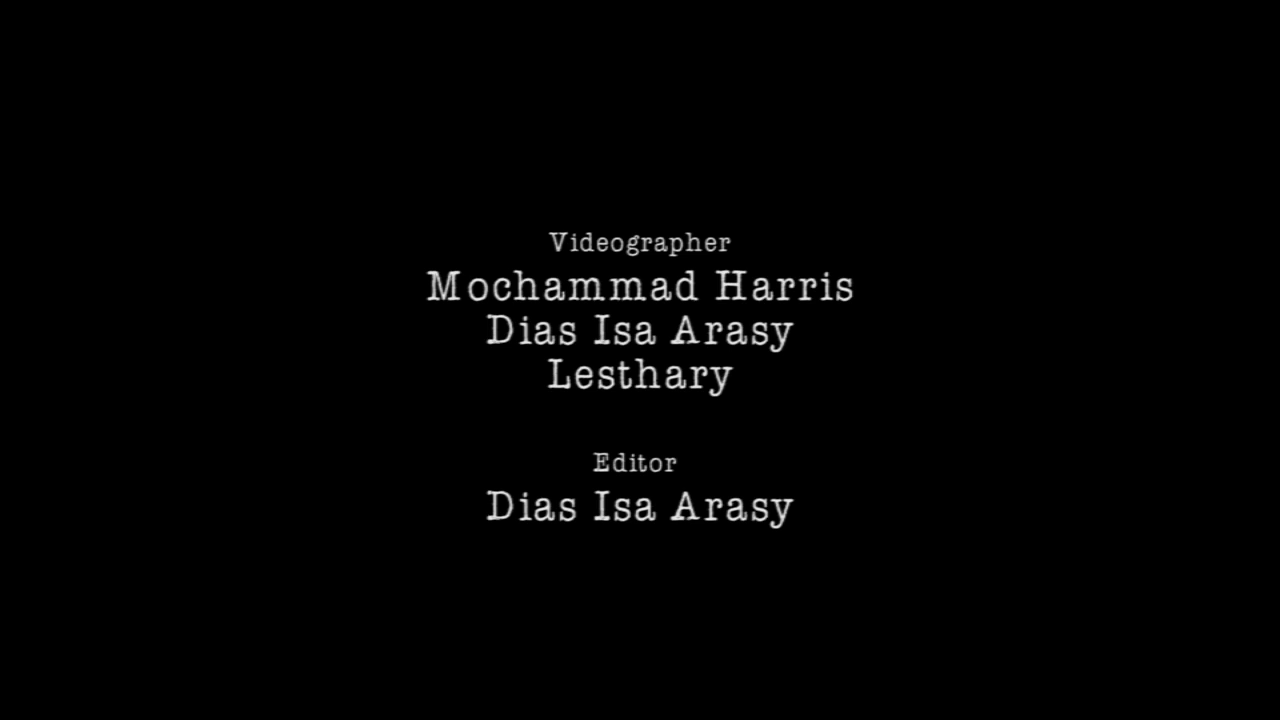 Videographer
Mochammad Harris
Dias Isa Arasy
Lesthary
Editor
Dias Isa Arasy